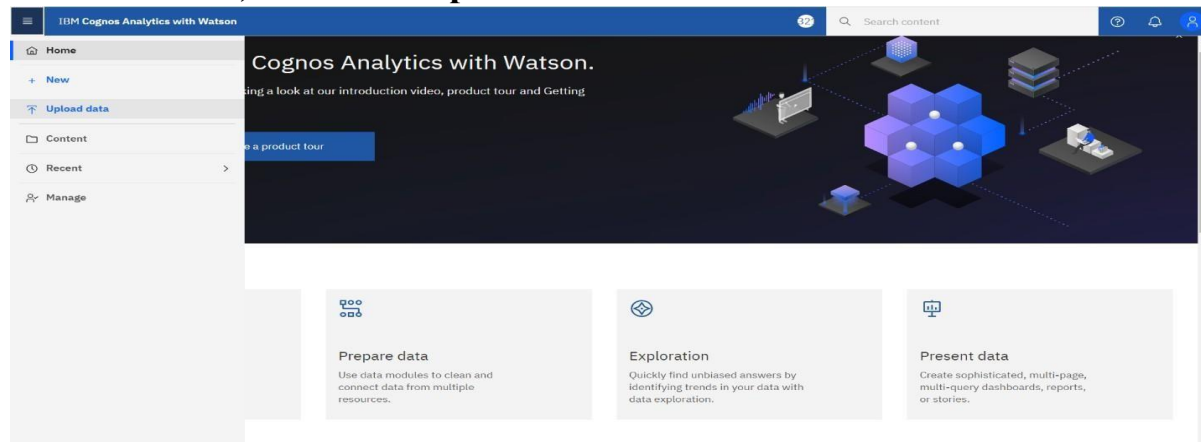 IBM Cognos Analytics with Watson
Search content
Home
New
Upload data
Content
Recent
Manage
Cognos Analytics with Watson.
king a look at our introduction video, product tour and Getting
e a product tour
Prepare data
Use data modules to clean and
connect data from multiple
resources.
Exploration
Quickly find unbiased answers by
identifying trends in your data with
data exploration.
Present data
Create sophisticated, multi-page,
multi-query dashboards, reports,
or stories.